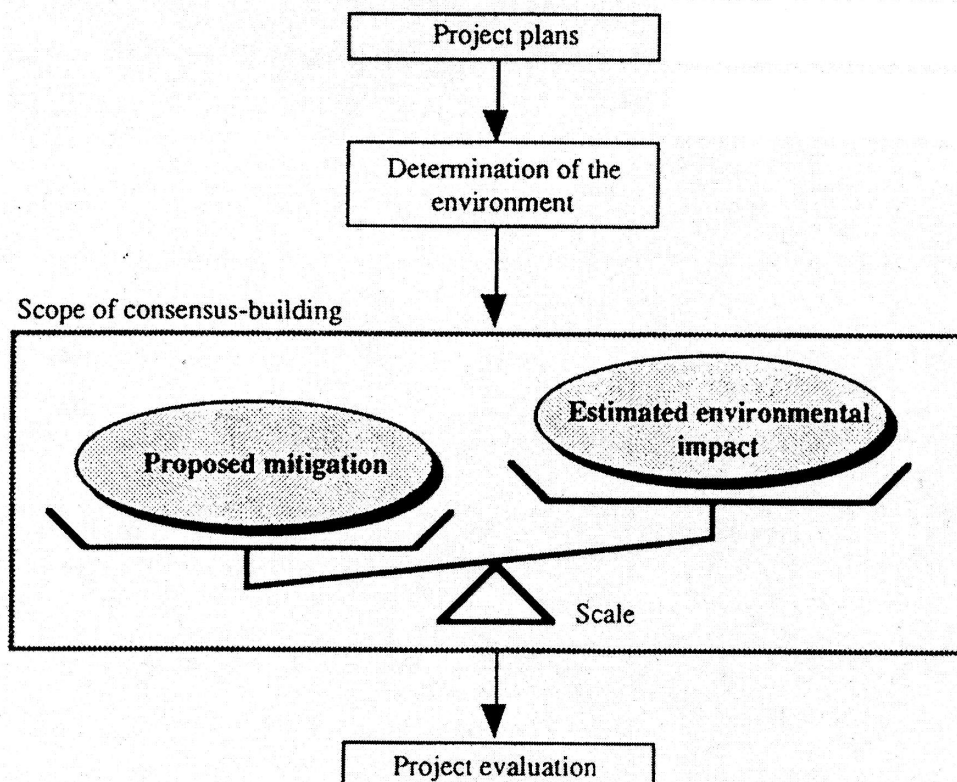 Project plans
Determination of the
environment
Scope of consensus-building
Estimated environmental
impact
Proposed mitigation
Scale
Project evaluation